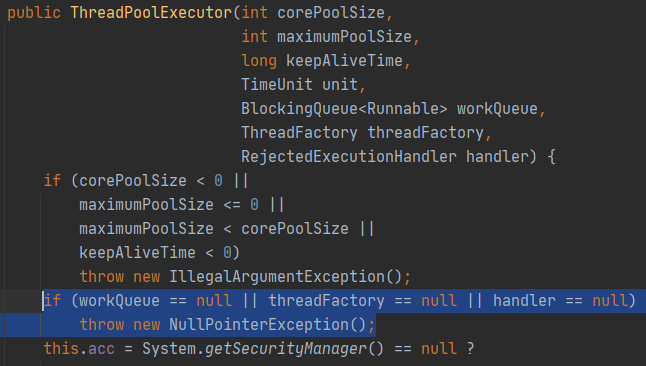 public ThreadPoolExecutor(int corePoolSize,
int maximumPoolSize,
long keepAliveTime,
TimeUnit unit,
BlockingQueue<Runnable> workQueue,
ThreadFactory threadFactory,
RejectedExecutionHandler handler) {
if (corePoolSize < 0 ||
maximumPoolSize <= 0 ||
maximumPoolSize < corePoolSize ||
keepAliveTime < 0)
throw new IllegalArgumentException();
if (workQueue == null || threadFactory == null || handler == null)
throw new NullPointerException();
this.acc = System.getSecurityManager() == null ?